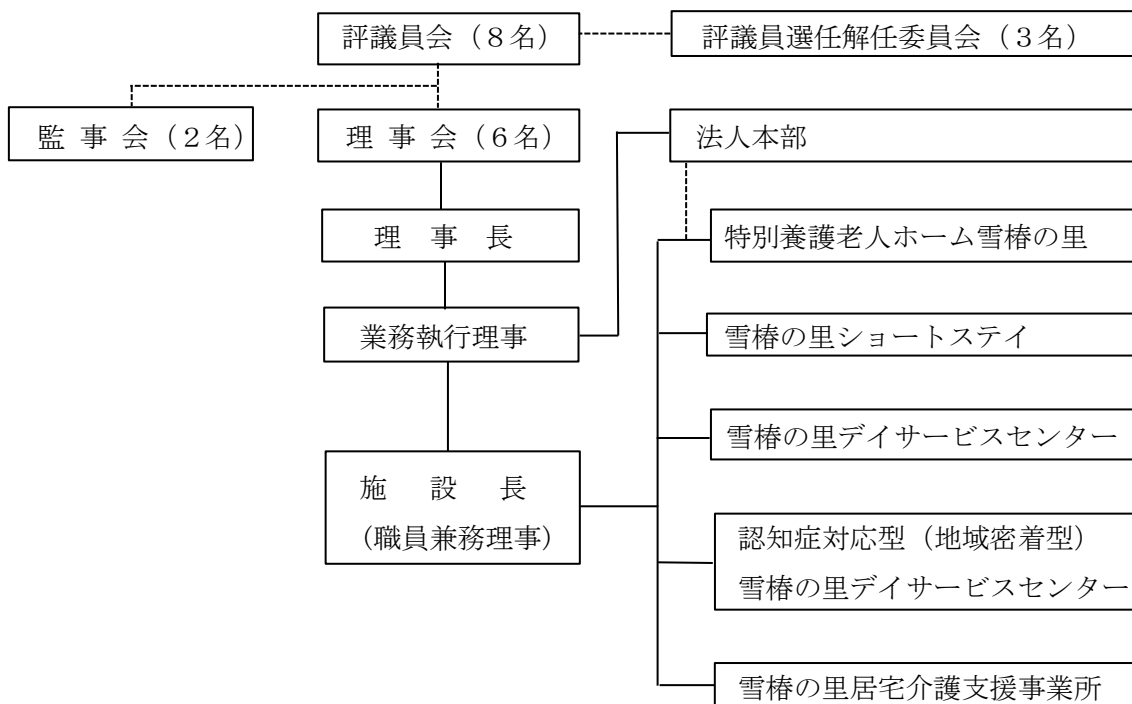 評議員会（８名）
評議員選任解任委員会（３名）
監 事 会（２名）
理 事 会（６名）
法人本部
理 事 長
特別養護老人ホーム雪椿の里
業務執行理事
雪椿の里ショートステイ
雪椿の里デイサービスセンター
施 設 長
(職員兼務理事)
認知症対応型（地域密着型）
雪椿の里デイサービスセンター
雪椿の里居宅介護支援事業所